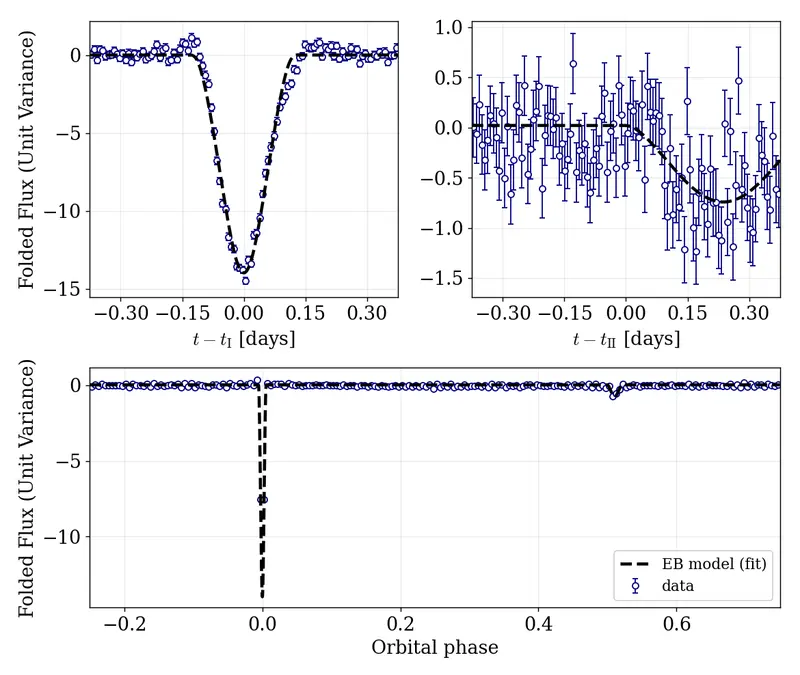 Folded Flux (Unit Variance)
0
−5
−10
−15
−0.30 −0.15 0.00 0.15 0.30
t − t_I [days]
1.0
0.5
0.0
−0.5
−1.0
−1.5
−0.30 −0.15 0.00 0.15 0.30
t − t_II [days]
Folded Flux (Unit Variance)
0
−5
−10
−0.2 0.0 0.2 0.4 0.6
Orbital phase
EB model (fit)
data